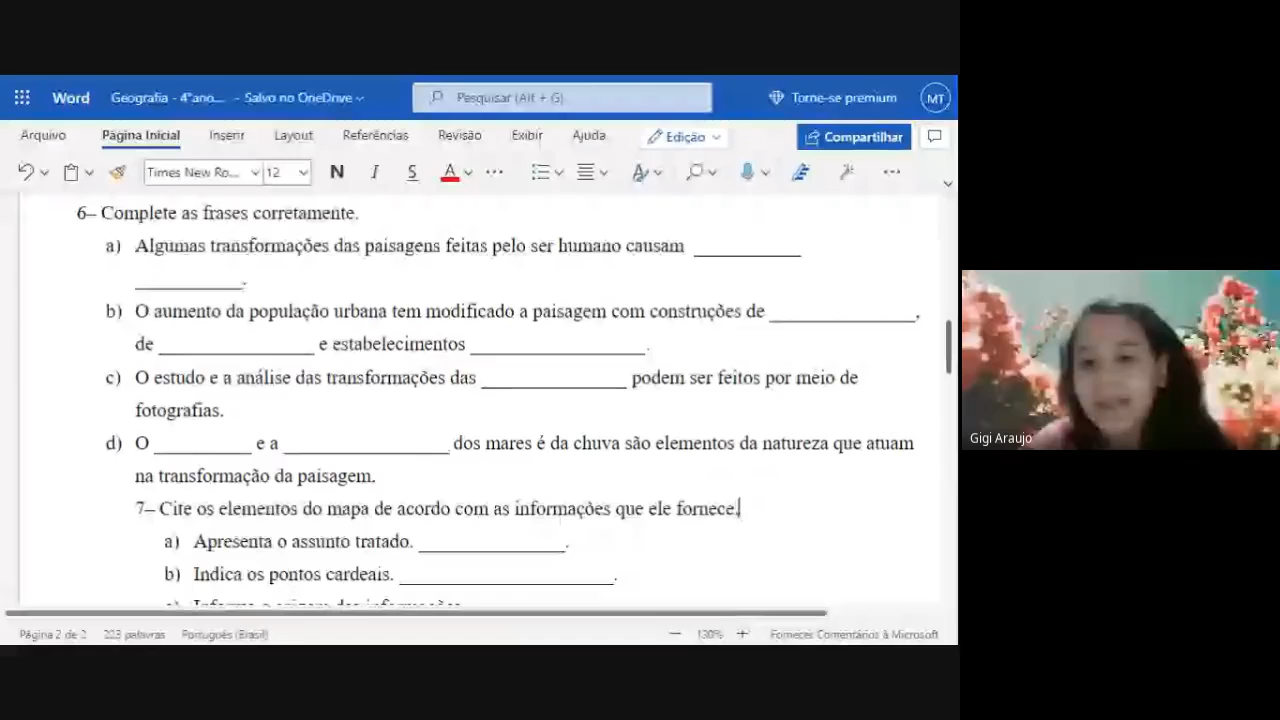 Word Geografia - 4°ano... - Salvo no OneDrive Pesquisar (Alt + G) Torne-se premium MT
Arquivo Página Inicial Inserir Layout Referências Revisão Exibir Ajuda Edição Compartilhar
Times New Ro... 12 N I S A ...
6– Complete as frases corretamente.
a) Algumas transformações das paisagens feitas pelo ser humano causam ___________
___________.
b) O aumento da população urbana tem modificado a paisagem com construções de _______________,
de ________________ e estabelecimentos __________________.
c) O estudo e a análise das transformações das _______________ podem ser feitos por meio de
fotografias.
d) O __________ e a _________________ dos mares é da chuva são elementos da natureza que atuam
na transformação da paisagem.
7– Cite os elementos do mapa de acordo com as informações que ele fornece.
a) Apresenta o assunto tratado. _______________.
b) Indica os pontos cardeais. ______________________.
Página 2 de 2 223 palavras Português (Brasil) 130% Fornecer Comentários à Microsoft
Gigi Araujo